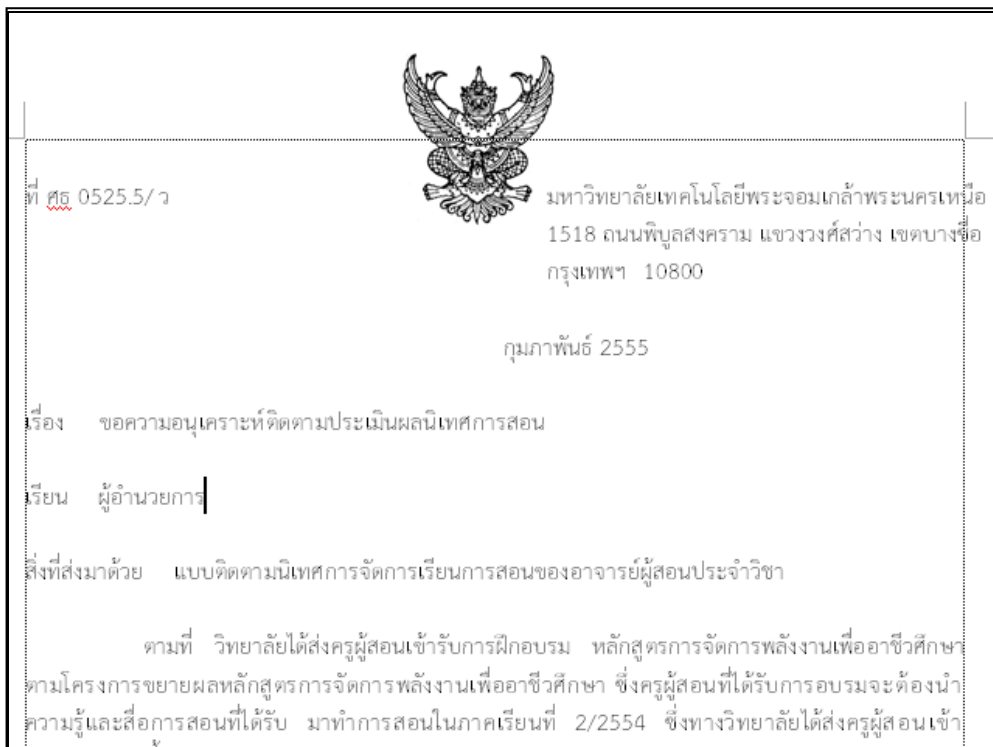 ที่ ศธ 0525.5/ ว
มหาวิทยาลัยเทคโนโลยีพระจอมเกล้าพระนครเหนือ
1518 ถนนพิบูลสงคราม แขวงวงศ์สว่าง เขตบางซื่อ
กรุงเทพฯ 10800
กุมภาพันธ์ 2555
เรื่อง ขอความอนุเคราะห์ติดตามประเมินผลนิเทศการสอน
เรียน ผู้อำนวยการ
สิ่งที่ส่งมาด้วย แบบติดตามนิเทศการจัดการเรียนการสอนของอาจารย์ผู้สอนประจำวิชา
ตามที่ วิทยาลัยได้ส่งครูผู้สอนเข้ารับการฝึกอบรม หลักสูตรการจัดการพลังงานเพื่ออาชีวศึกษา
ตามโครงการขยายผลหลักสูตรการจัดการพลังงานเพื่ออาชีวศึกษา ซึ่งครูผู้สอนที่ได้รับการอบรมจะต้องนำ
ความรู้และสื่อการสอนที่ได้รับ มาทำการสอนในภาคเรียนที่ 2/2554 ซึ่งทางวิทยาลัยได้ส่งครูผู้สอนเข้า